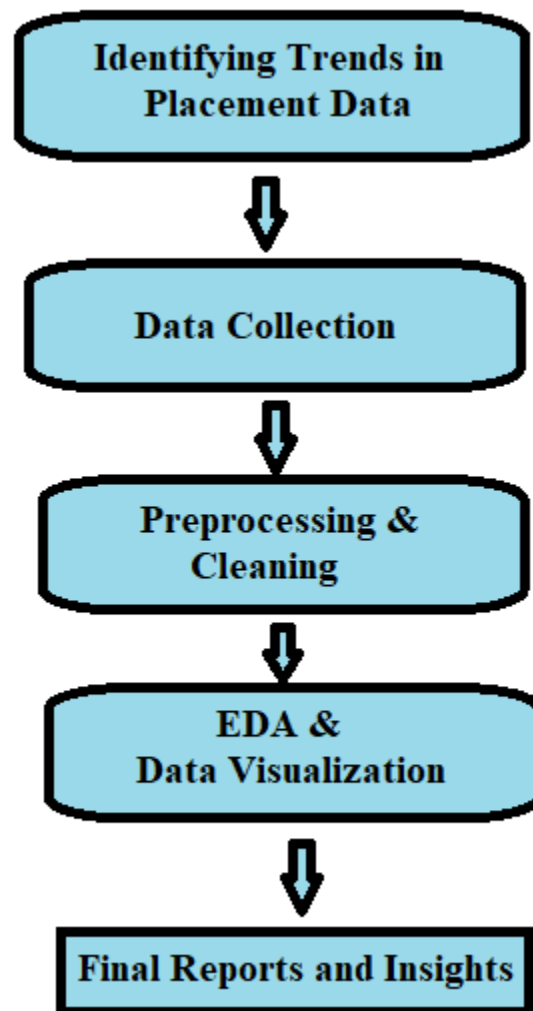 Identifying Trends in
Placement Data
Data Collection
Preprocessing &
Cleaning
EDA &
Data Visualization
Final Reports and Insights